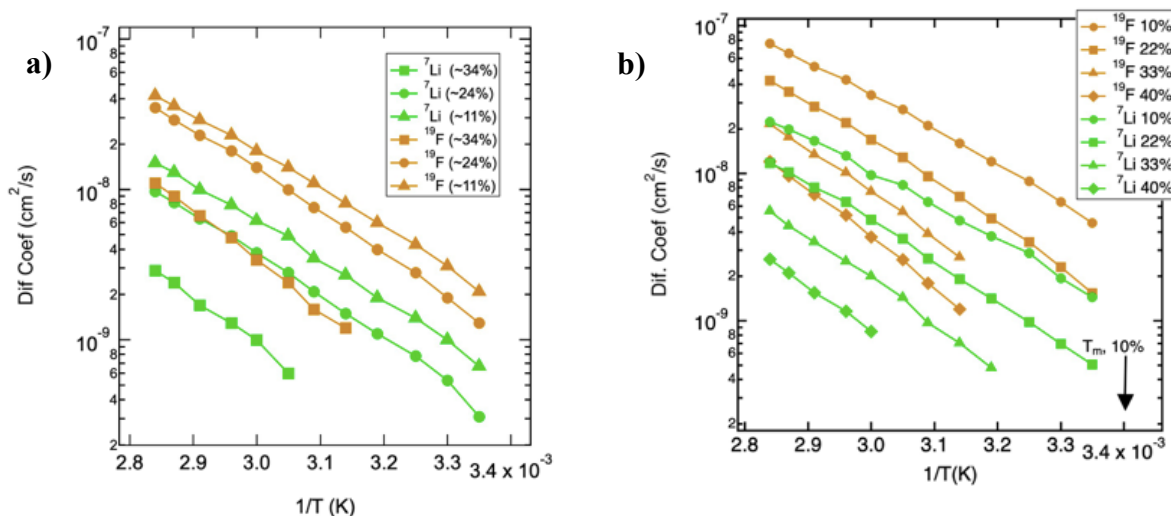 a)
10⁻⁷
8
6
4
2
10⁻⁸
8
6
4
2
10⁻⁹
8
6
4
2
Dif Coef (cm²/s)
⁷Li (~34%)
⁷Li (~24%)
⁷Li (~11%)
¹⁹F (~34%)
¹⁹F (~24%)
¹⁹F (~11%)
2.8 2.9 3.0 3.1 3.2 3.3 3.4 x 10⁻³
1/T (K)
b)
10⁻⁷
8
6
4
2
10⁻⁸
8
6
4
2
10⁻⁹
8
6
4
2
Dif. Coef (cm²/s)
¹⁹F 10%
¹⁹F 22%
¹⁹F 33%
¹⁹F 40%
⁷Li 10%
⁷Li 22%
⁷Li 33%
⁷Li 40%
Tₘ, 10%
2.8 2.9 3.0 3.1 3.2 3.3 3.4 x 10⁻³
1/T(K)